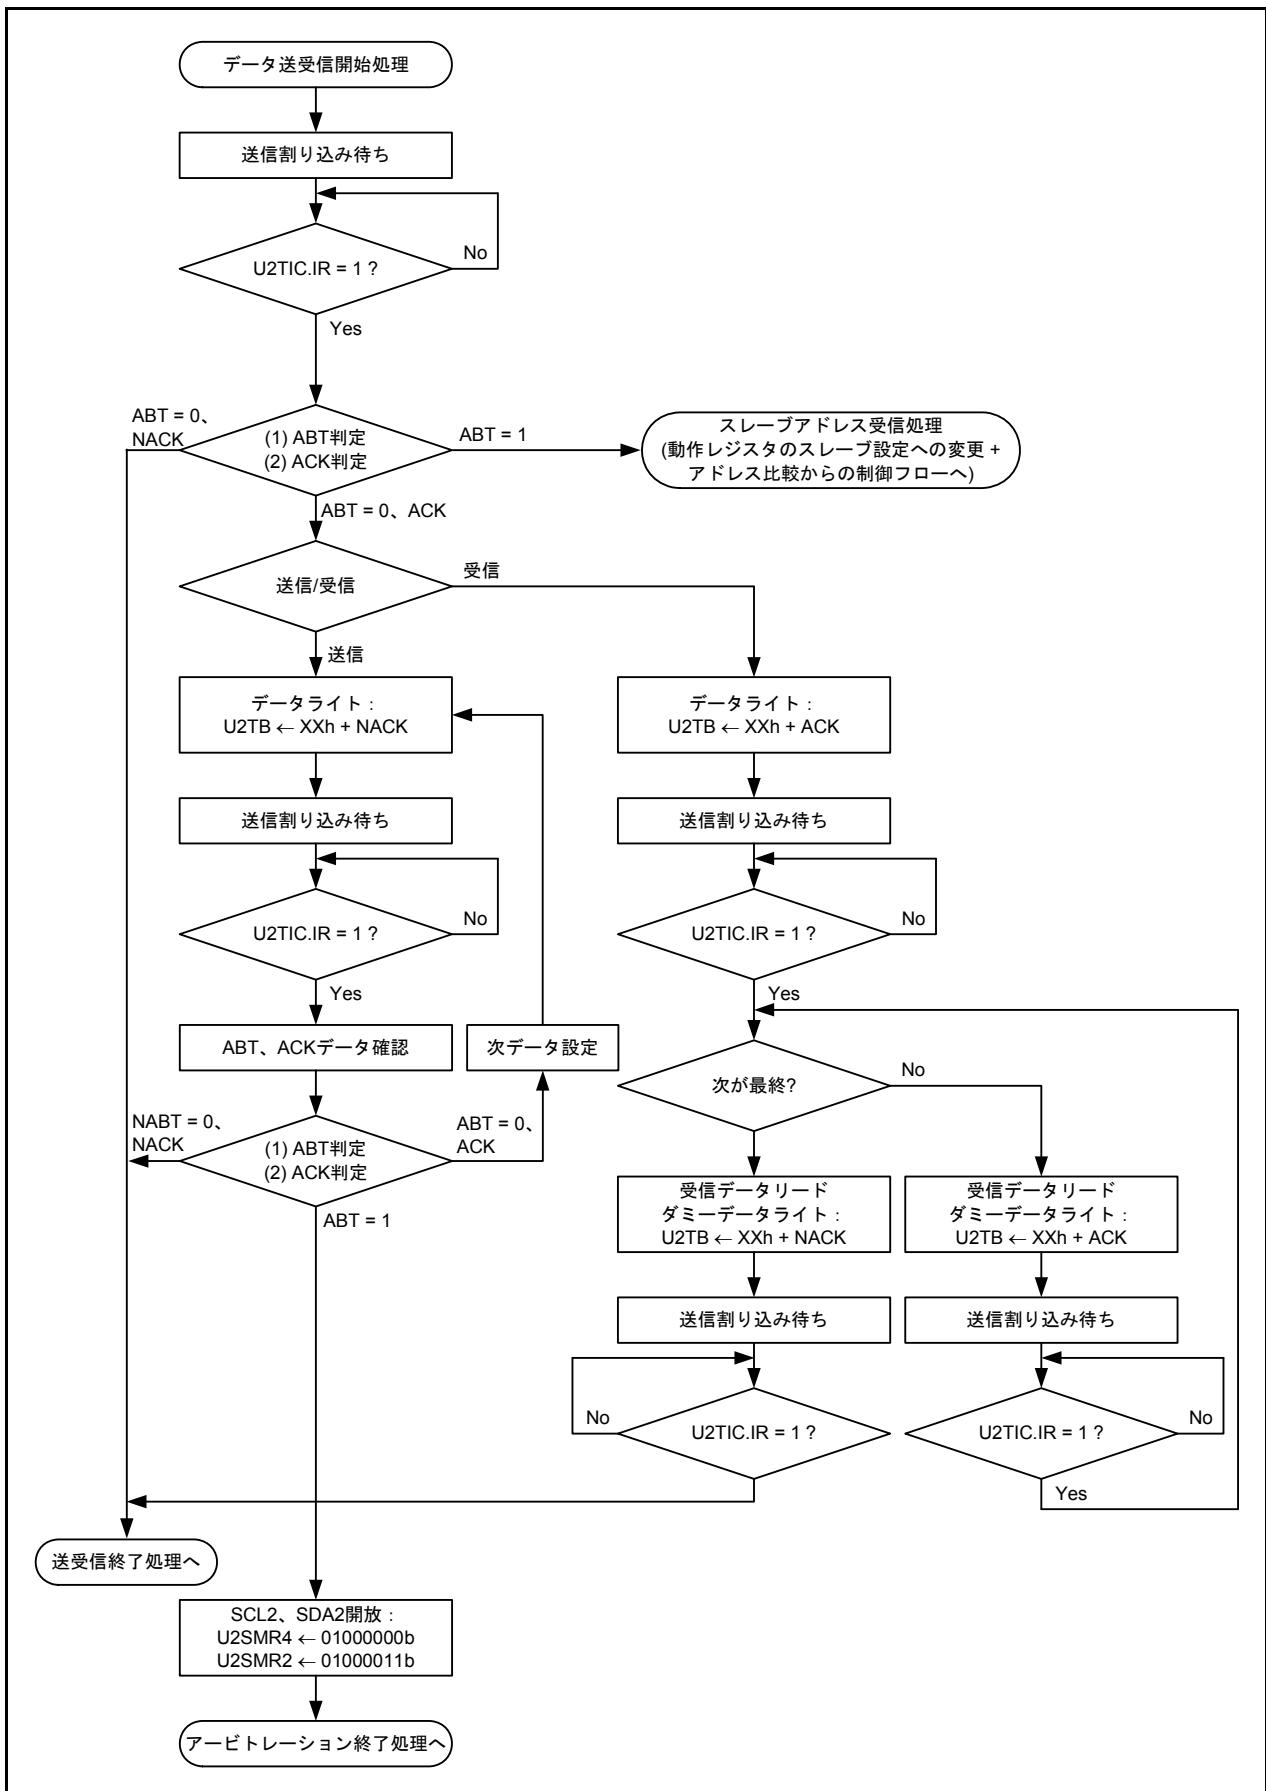 データ送受信開始処理
送信割り込み待ち
U2TIC.IR = 1 ?
No
Yes
ABT = 0、
NACK
(1) ABT判定
(2) ACK判定
ABT = 1
スレーブアドレス受信処理
(動作レジスタのスレーブ設定への変更 +
アドレス比較からの制御フローへ)
ABT = 0、ACK
送信/受信
受信
送信
データライト：
U2TB ← XXh + NACK
データライト：
U2TB ← XXh + ACK
送信割り込み待ち
送信割り込み待ち
U2TIC.IR = 1 ?
No
U2TIC.IR = 1 ?
No
Yes
Yes
ABT、ACKデータ確認
次データ設定
次が最終?
No
NABT = 0、
NACK
(1) ABT判定
(2) ACK判定
ABT = 0、
ACK
ABT = 1
受信データリード
ダミーデータライト：
U2TB ← XXh + NACK
受信データリード
ダミーデータライト：
U2TB ← XXh + ACK
送信割り込み待ち
送信割り込み待ち
No
U2TIC.IR = 1 ?
U2TIC.IR = 1 ?
No
Yes
送受信終了処理へ
SCL2、SDA2開放：
U2SMR4 ← 01000000b
U2SMR2 ← 01000011b
アービトレーション終了処理へ